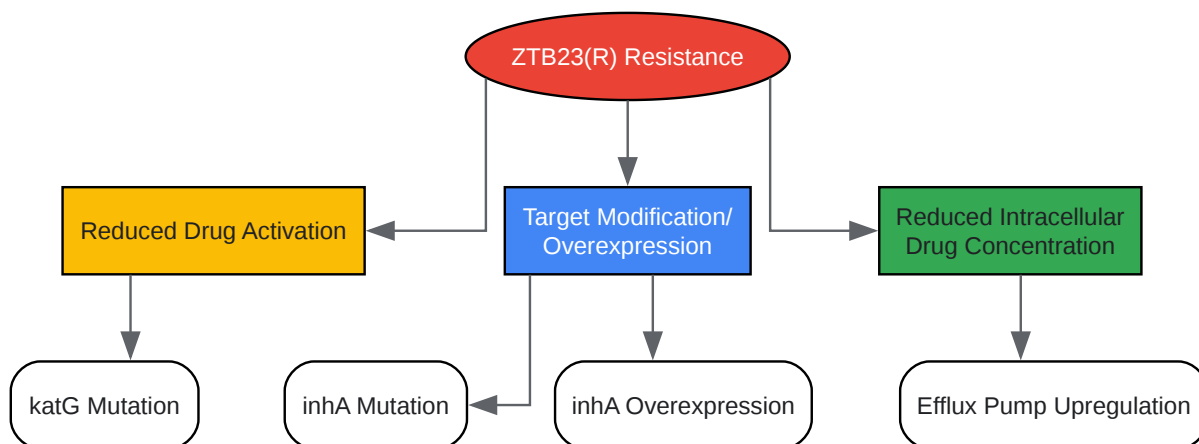 ZTB23(R) Resistance
Reduced Drug Activation
Target Modification/
Overexpression
Reduced Intracellular
Drug Concentration
katG Mutation
inhA Mutation
inhA Overexpression
Efflux Pump Upregulation